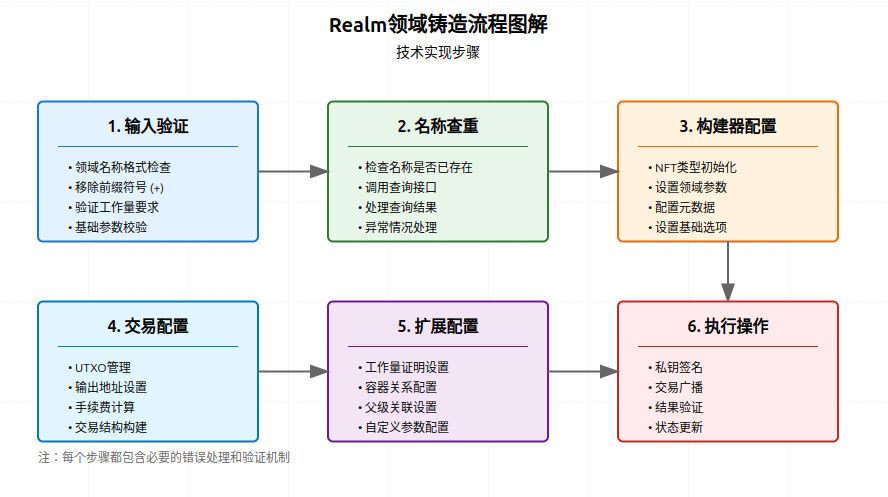 Realm领域铸造流程图解
技术实现步骤
1. 输入验证
• 领域名称格式检查
• 移除前缀符号 (+)
• 验证工作量要求
• 基础参数校验
2. 名称查重
• 检查名称是否已存在
• 调用查询接口
• 处理查询结果
• 异常情况处理
3. 构建器配置
• NFT类型初始化
• 设置领域参数
• 配置元数据
• 设置基础选项
4. 交易配置
• UTXO管理
• 输出地址设置
• 手续费计算
• 交易结构构建
5. 扩展配置
• 工作量证明设置
• 容器关系配置
• 父级关联设置
• 自定义参数配置
6. 执行操作
• 私钥签名
• 交易广播
• 结果验证
• 状态更新
注：每个步骤都包含必要的错误处理和验证机制